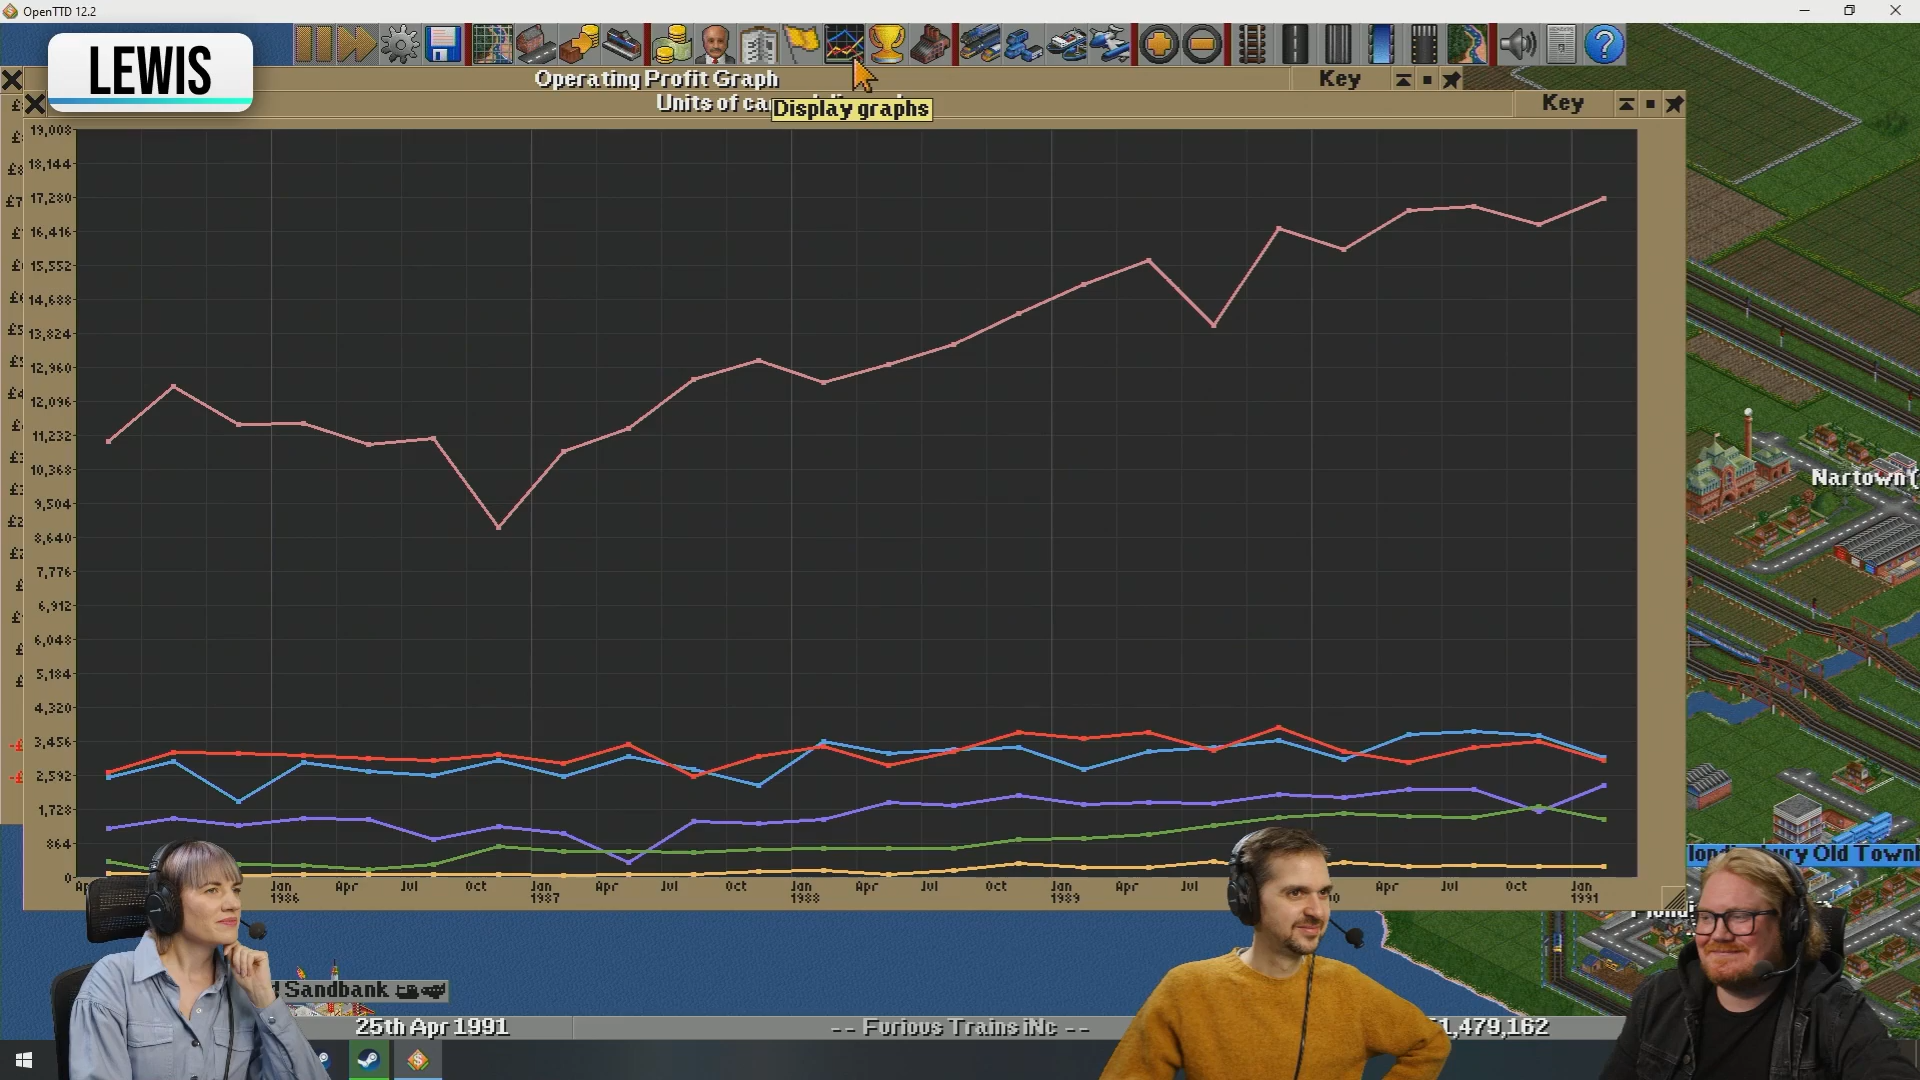 OpenTTD 12.2
LEWIS
Operating Profit Graph
Key
Units of ca
Key
Display graphs
19,008
18,144
17,280
16,416
15,552
14,688
13,824
12,960
12,096
11,232
10,368
9,504
8,640
7,776
6,912
6,048
5,184
4,320
3,456
2,592
1,728
864
0
Jan
1986
Apr
Jul
Oct
Jan
1987
Apr
Jul
Oct
Jan
1988
Apr
Jul
Oct
Jan
1989
Apr
Jul
Apr
Jul
Oct
Jan
1991
Nartown
Old Town
Sandbank
25th Apr 1991
-- Furious Trains iNc --
1,479,162